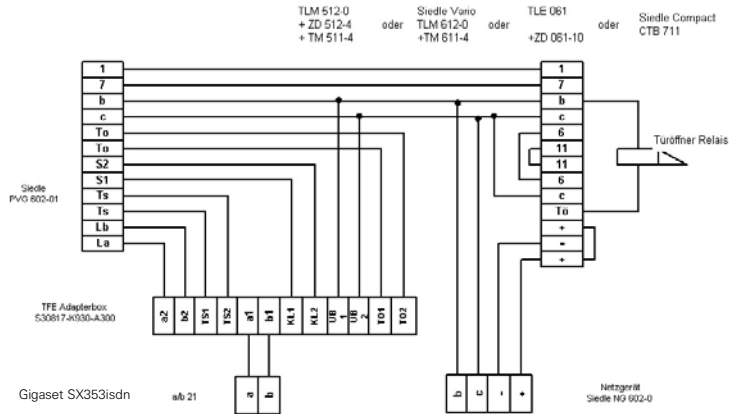 TLM 512-0
+ ZD 512-4
+ TM 511-4
oder
Siedle Vario
TLM 612-0
+TM 611-4
oder
TLE 061
+ZD 061-10
oder
Siedle Compact
CTB 711
Siedle
PVG 602-01
1
7
b
c
To
To
S2
S1
Ts
Ts
Lb
La
1
7
b
c
6
11
11
6
c
To
+
-
+
Türöffner Relais
TFE Adapterbox
S30817-K930-A300
a2
b2
TS1
TS2
a1
b1
KL1
KL2
UB 1
UB 2
TO1
TO2
Gigaset SX353isdn
a/b 21
a
b
b
c
-
+
Netzgerät
Siedle NG 602-0